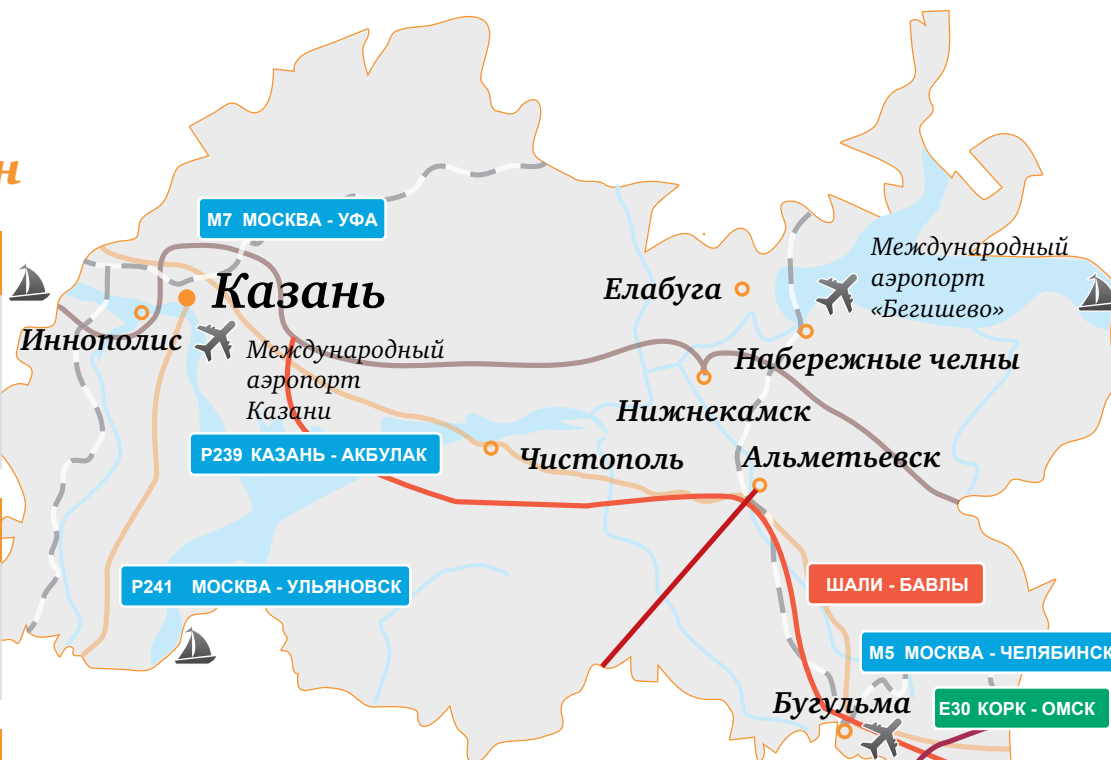 н
М7 МОСКВА - УФА
Казань
Иннополис
Международный
аэропорт
Казани
Елабуга
Международный
аэропорт
«Бегишево»
Набережные челны
Нижнекамск
Р239 КАЗАНЬ - АКБУЛАК
Чистополь
Альметьевск
Р241 МОСКВА - УЛЬЯНОВСК
ШАЛИ - БАВЛЫ
М5 МОСКВА - ЧЕЛЯБИНСК
Бугульма
Е30 КОРК - ОМСК